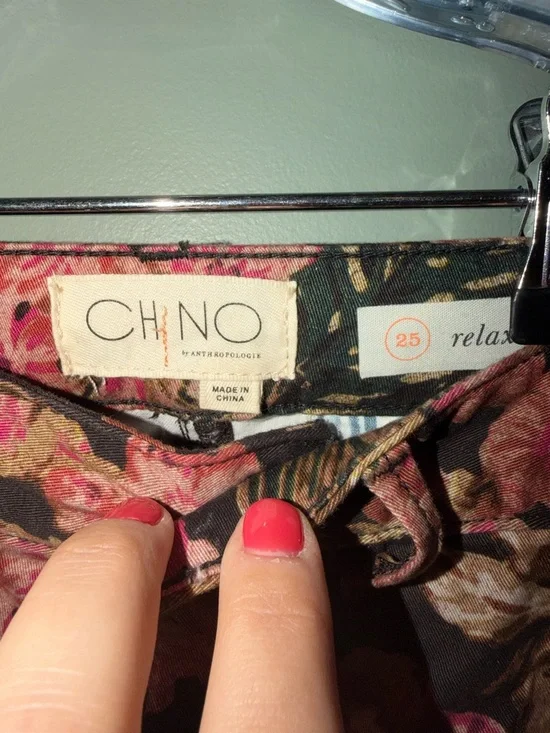 CHINO
by ANTHROPOLOGIE
25 relax
MADE IN
CHINA